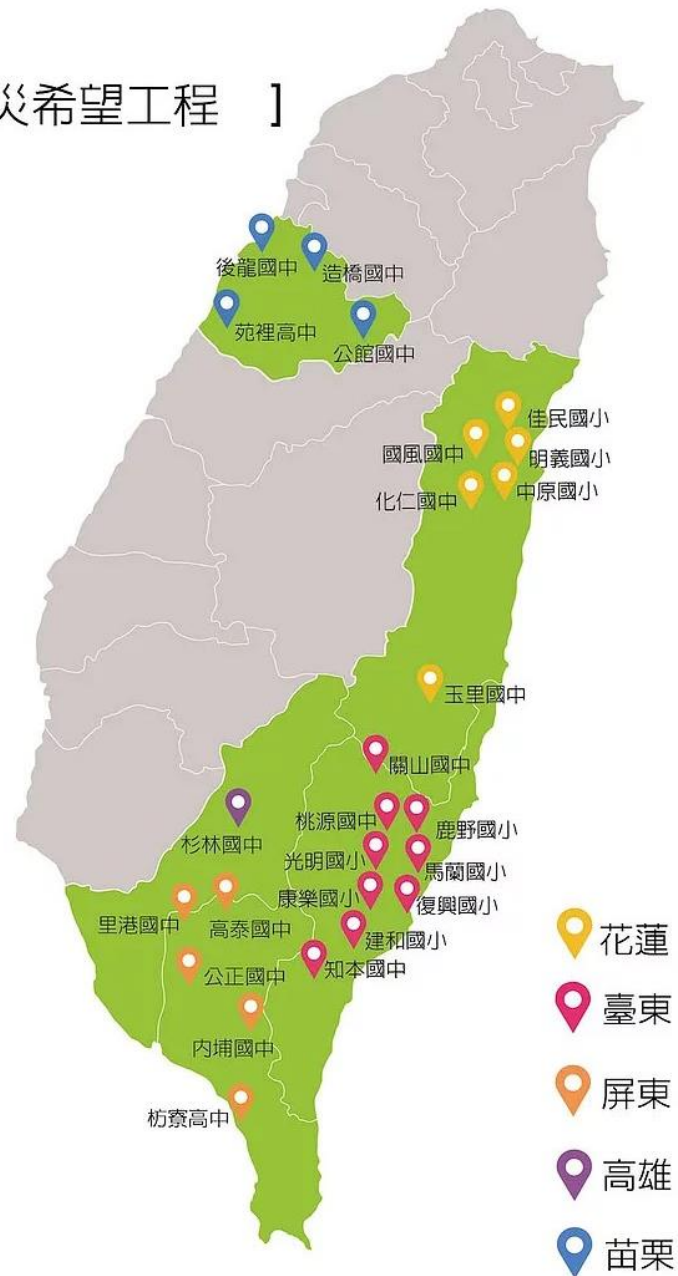 災希望工程 ]
後龍國中
造橋國中
苑裡高中
公館國中
佳民國小
國風國中
明義國小
化仁國中
中原國小
玉里國中
關山國中
桃源國中
鹿野國小
光明國小
馬蘭國小
康樂國小
復興國小
里港國中
高泰國中
建和國小
杉林國中
公正國中
知本國中
內埔國中
枋寮高中
花蓮
臺東
屏東
高雄
苗栗